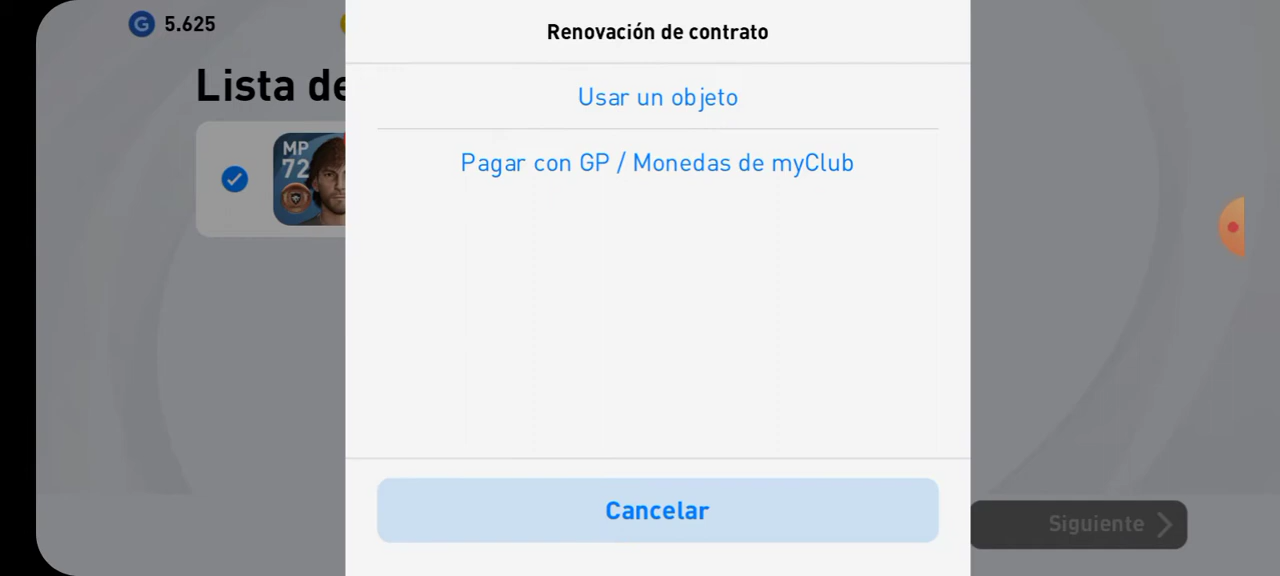 G 5.625
Renovación de contrato
Lista de
Usar un objeto
MP
72
Pagar con GP / Monedas de myClub
Cancelar
Siguiente